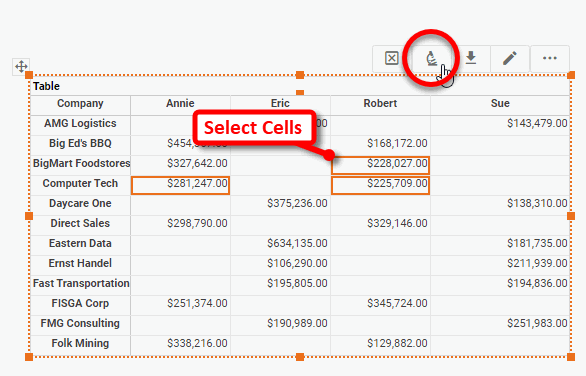 Table
Company Annie Eric Robert Sue
AMG Logistics $143,479.00
Select Cells
Big Ed's BBQ $168,172.00
BigMart Foodstores $327,642.00 $228,027.00
Computer Tech $281,247.00 $225,709.00
Daycare One $375,236.00 $138,310.00
Direct Sales $298,790.00 $329,146.00
Eastern Data $634,135.00 $181,735.00
Ernst Handel $106,290.00 $211,939.00
Fast Transportation $195,805.00 $194,836.00
FISGA Corp $251,374.00 $345,724.00
FMG Consulting $190,989.00 $251,983.00
Folk Mining $338,216.00 $129,882.00